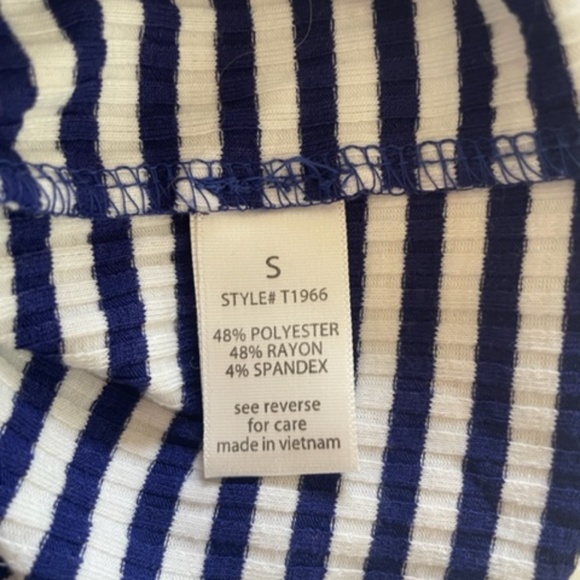 S
STYLE# T1966
48% POLYESTER
48% RAYON
4% SPANDEX
see reverse
for care
made in vietnam